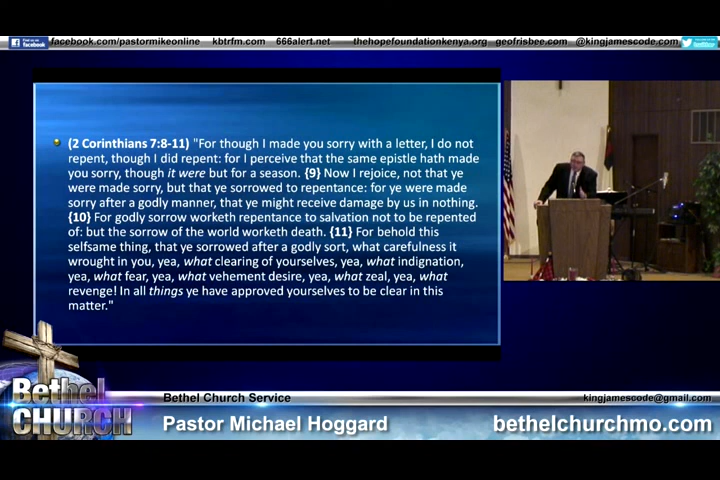 Find us on facebook
facebook.com/pastormikeonline kbtrfm.com 666alert.net thehopefoundationkenya.org geofrisbee.com @kingjamescode.com twitter
(2 Corinthians 7:8-11) "For though I made you sorry with a letter, I do not
repent, though I did repent: for I perceive that the same epistle hath made
you sorry, though it were but for a season. {9} Now I rejoice, not that ye
were made sorry, but that ye sorrowed to repentance: for ye were made
sorry after a godly manner, that ye might receive damage by us in nothing.
{10} For godly sorrow worketh repentance to salvation not to be repented
of: but the sorrow of the world worketh death. {11} For behold this
selfsame thing, that ye sorrowed after a godly sort, what carefulness it
wrought in you, yea, what clearing of yourselves, yea, what indignation,
yea, what fear, yea, what vehement desire, yea, what zeal, yea, what
revenge! In all things ye have approved yourselves to be clear in this
matter."
Bethel
CHURCH
Bethel Church Service kingjamescode@gmail.com
Pastor Michael Hoggard bethelchurchmo.com